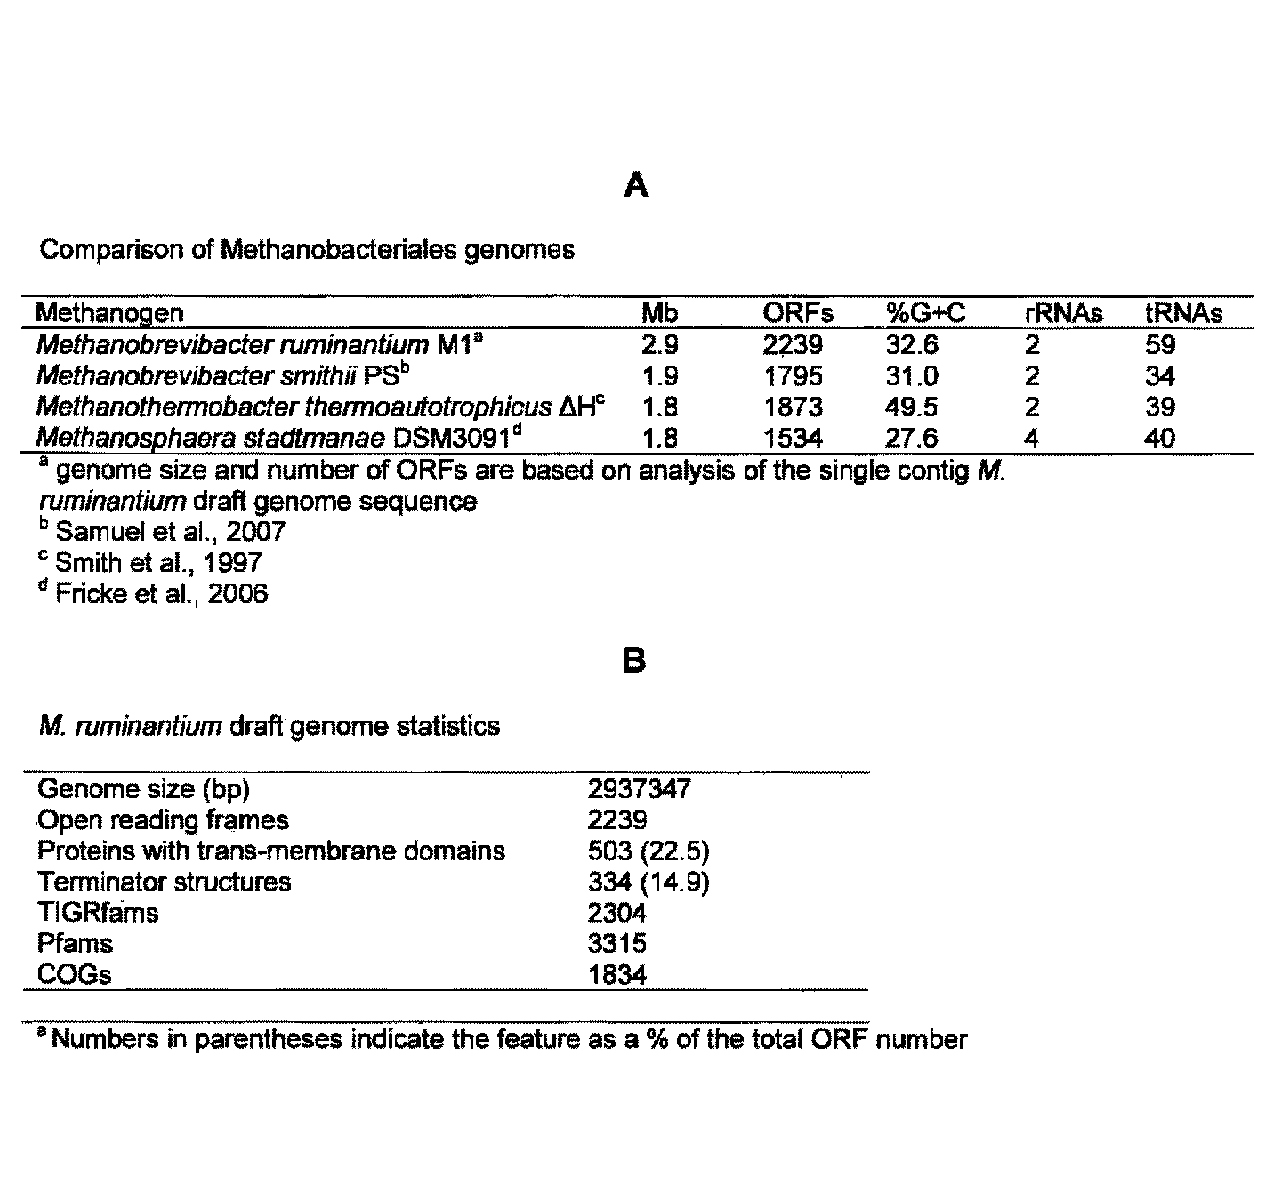 A
Comparison of Methanobacteriales genomes
Methanogen Mb ORFs %G+C rRNAs tRNAs
Methanobrevibacter ruminantium M1ᵃ 2.9 2239 32.6 2 59
Methanobrevibacter smithii PSᵇ 1.9 1795 31.0 2 34
Methanothermobacter thermoautotrophicus ΔHᶜ 1.8 1873 49.5 2 39
Methanosphaera stadtmanae DSM3091ᵈ 1.8 1534 27.6 4 40
ᵃ genome size and number of ORFs are based on analysis of the single contig M.
ruminantium draft genome sequence
ᵇ Samuel et al., 2007
ᶜ Smith et al., 1997
ᵈ Fricke et al., 2006
B
M. ruminantium draft genome statistics
Genome size (bp) 2937347
Open reading frames 2239
Proteins with trans-membrane domains 503 (22.5)
Terminator structures 334 (14.9)
TIGRfams 2304
Pfams 3315
COGs 1834
ᵃ Numbers in parentheses indicate the feature as a % of the total ORF number